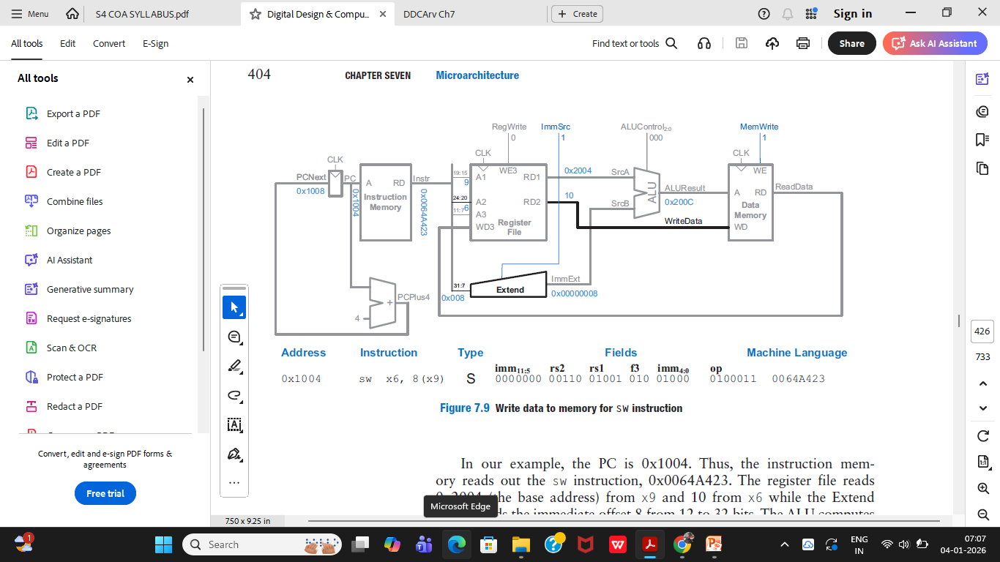 Menu
S4 COA SYLLABUS.pdf
Digital Design & Compu...
DDCArv Ch7
Create
Sign in
All tools
Edit
Convert
E-Sign
Find text or tools
Share
Ask AI Assistant
All tools
Export a PDF
Edit a PDF
Create a PDF
Combine files
Organize pages
AI Assistant
Generative summary
Request e-signatures
Scan & OCR
Protect a PDF
Redact a PDF
Convert, edit and e-sign PDF forms &
agreements
Free trial
404 CHAPTER SEVEN Microarchitecture
RegWrite ImmSrc ALUControl2:0 MemWrite
0 1 000 1
CLK CLK CLK
PCNext PC
0x1008
0x1004
A RD
Instruction
Memory
Instr
0x0064A423
19:15
9
24:20
6
11:7
A1 WE3 RD1
A2 RD2
A3
WD3 Register
File
0x2004
10
SrcA
SrcB
ALU
ALUResult
0x200C
WriteData
WE
A RD
Data
Memory
WD
ReadData
31:7
0x008
Extend
ImmExt
0x00000008
+
4
PCPlus4
Address Instruction Type Fields Machine Language
imm11:5 rs2 rs1 f3 imm4:0 op
0x1004 sw x6, 8(x9) S 0000000 00110 01001 010 01000 0100011 0064A423
Figure 7.9 Write data to memory for sw instruction
In our example, the PC is 0x1004. Thus, the instruction mem-
ory reads out the sw instruction, 0x0064A423. The register file reads
(the base address) from x9 and 10 from x6 while the Extend
the immediate offset 8 from 12 to 32 bits. The ALU computes
Microsoft Edge
7.50 x 9.25 in
426
733
1:1
1
Search
ENG
IN
07:07
04-01-2026